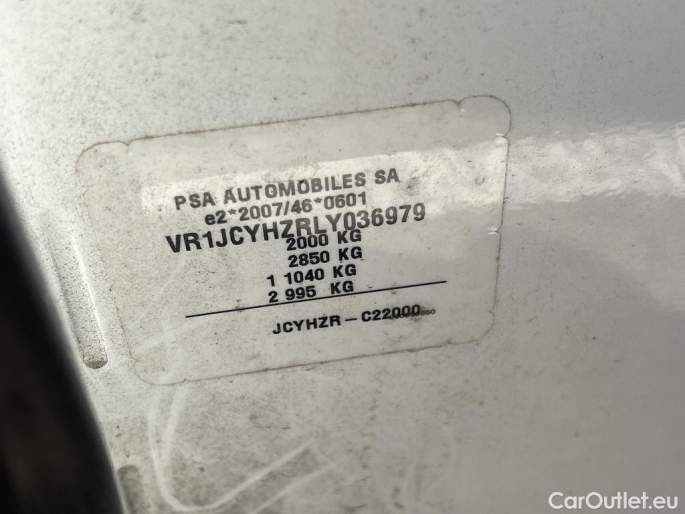 PSA AUTOMOBILES SA
e2*2007/46*0601
VR1JCYHZRLY036979
2000 KG
2850 KG
1 1040 KG
2 995 KG
JCYHZR – C22000
CarOutlet.eu